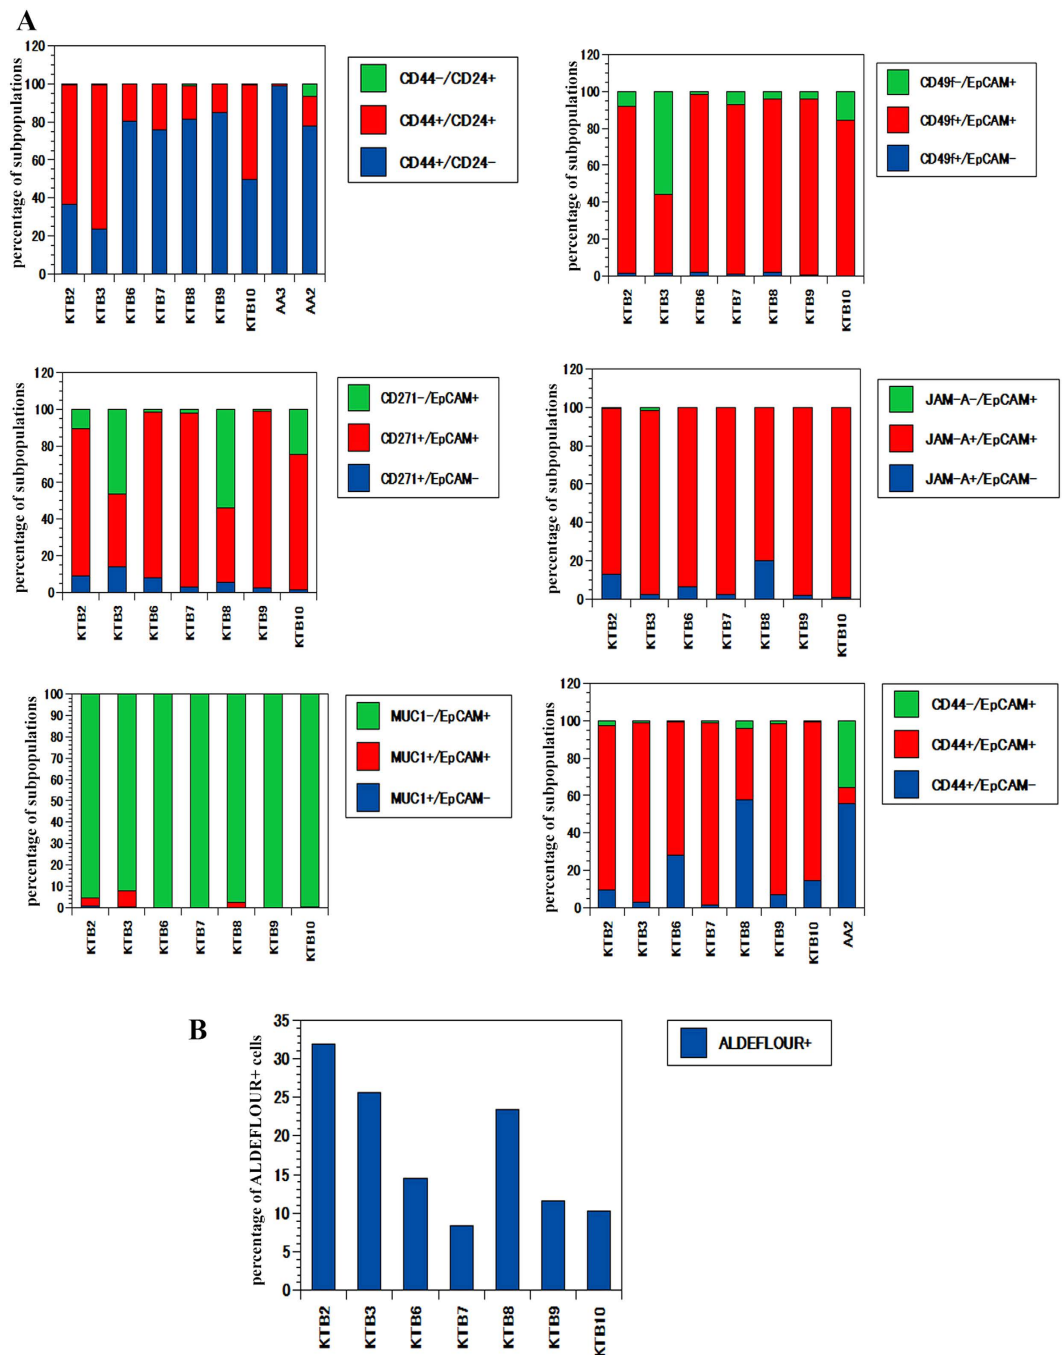 A
percentage of subpopulations
120
100
80
60
40
20
0
KTB2
KTB3
KTB6
KTB7
KTB8
KTB9
KTB10
AA3
AA2
CD44-/CD24+
CD44+/CD24+
CD44+/CD24-
percentage of subpopulations
120
100
80
60
40
20
0
KTB2
KTB3
KTB6
KTB7
KTB8
KTB9
KTB10
CD49f-/EpCAM+
CD49f+/EpCAM+
CD49f+/EpCAM-
percentage of subpopulations
120
100
80
60
40
20
0
KTB2
KTB3
KTB6
KTB7
KTB8
KTB9
KTB10
CD271-/EpCAM+
CD271+/EpCAM+
CD271+/EpCAM-
percentage of subpopulations
120
100
80
60
40
20
0
KTB2
KTB3
KTB6
KTB7
KTB8
KTB9
KTB10
JAM-A-/EpCAM+
JAM-A+/EpCAM+
JAM-A+/EpCAM-
percentage of subpopulations
100
90
80
70
60
50
40
30
20
10
0
KTB2
KTB3
KTB6
KTB7
KTB8
KTB9
KTB10
MUC1-/EpCAM+
MUC1+/EpCAM+
MUC1+/EpCAM-
percentage of subpopulations
120
100
80
60
40
20
0
KTB2
KTB3
KTB6
KTB7
KTB8
KTB9
KTB10
AA2
CD44-/EpCAM+
CD44+/EpCAM+
CD44+/EpCAM-
B
percentage of ALDEFLOUR+ cells
35
30
25
20
15
10
5
0
KTB2
KTB3
KTB6
KTB7
KTB8
KTB9
KTB10
ALDEFLOUR+